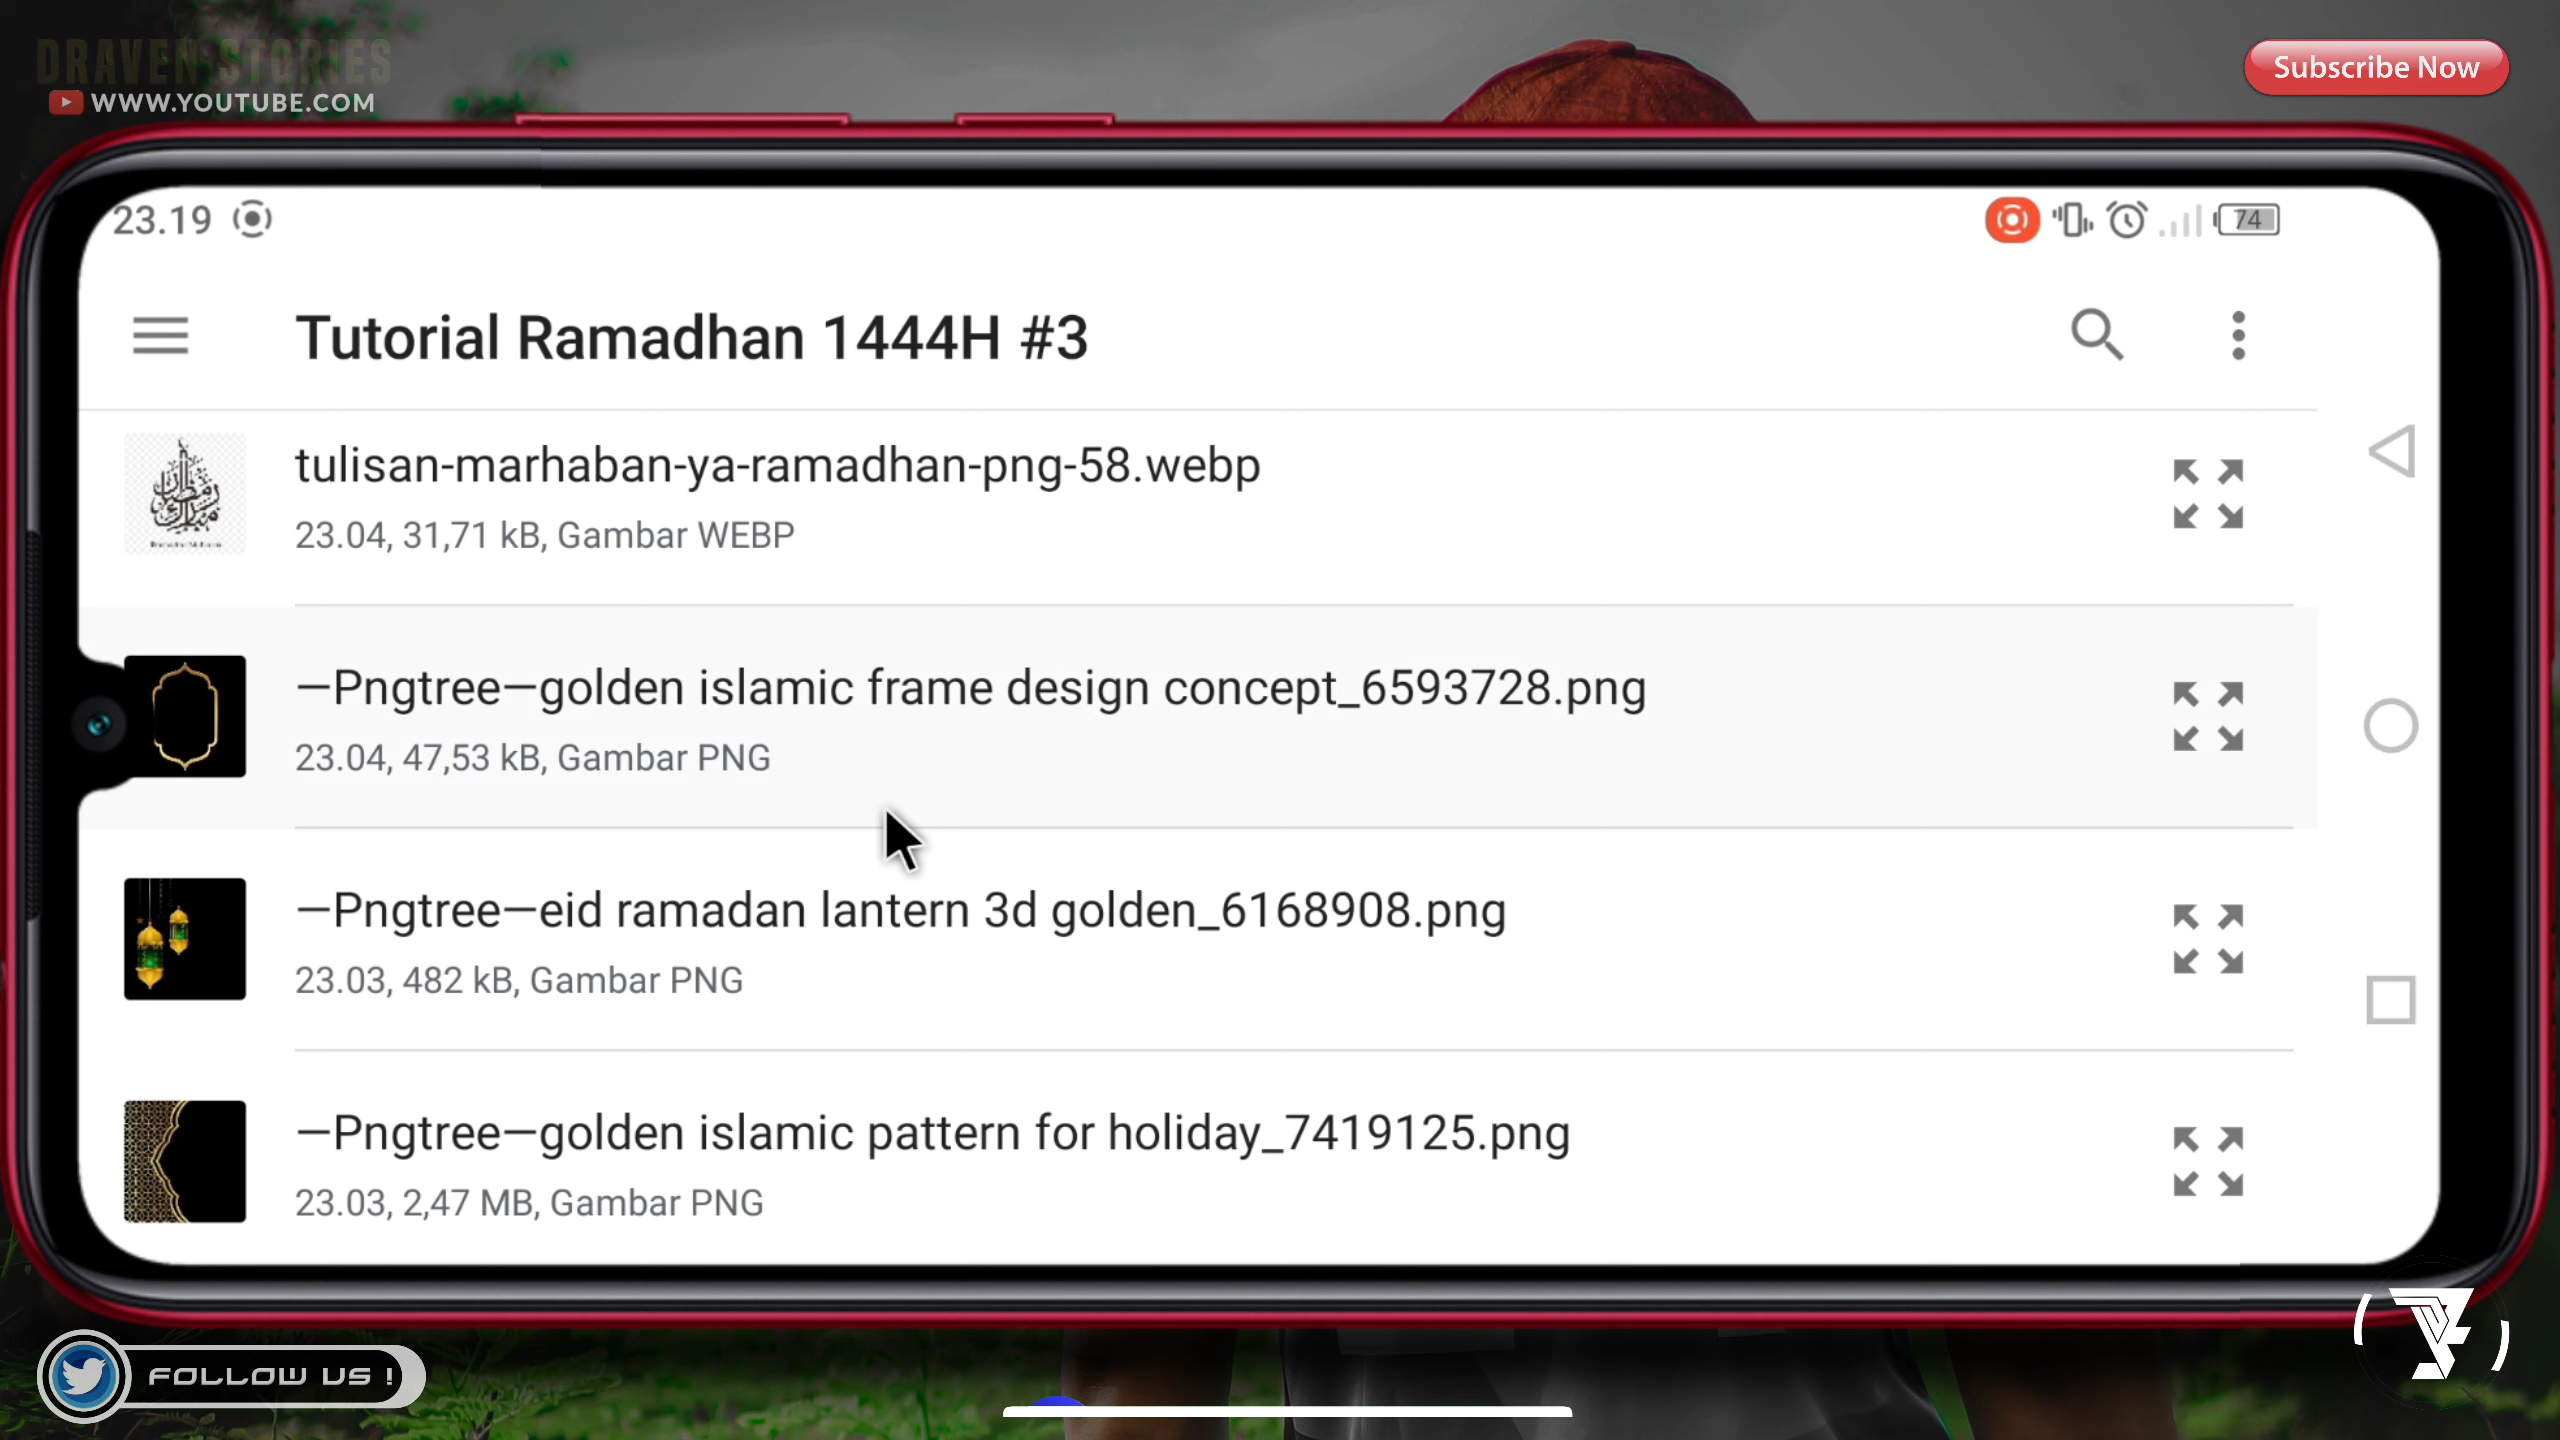 DRAVEN STORIES
WWW.YOUTUBE.COM
Subscribe Now
23.19
74
Tutorial Ramadhan 1444H #3
tulisan-marhaban-ya-ramadhan-png-58.webp
23.04, 31,71 kB, Gambar WEBP
—Pngtree—golden islamic frame design concept_6593728.png
23.04, 47,53 kB, Gambar PNG
—Pngtree—eid ramadan lantern 3d golden_6168908.png
23.03, 482 kB, Gambar PNG
—Pngtree—golden islamic pattern for holiday_7419125.png
23.03, 2,47 MB, Gambar PNG
FOLLOW US !